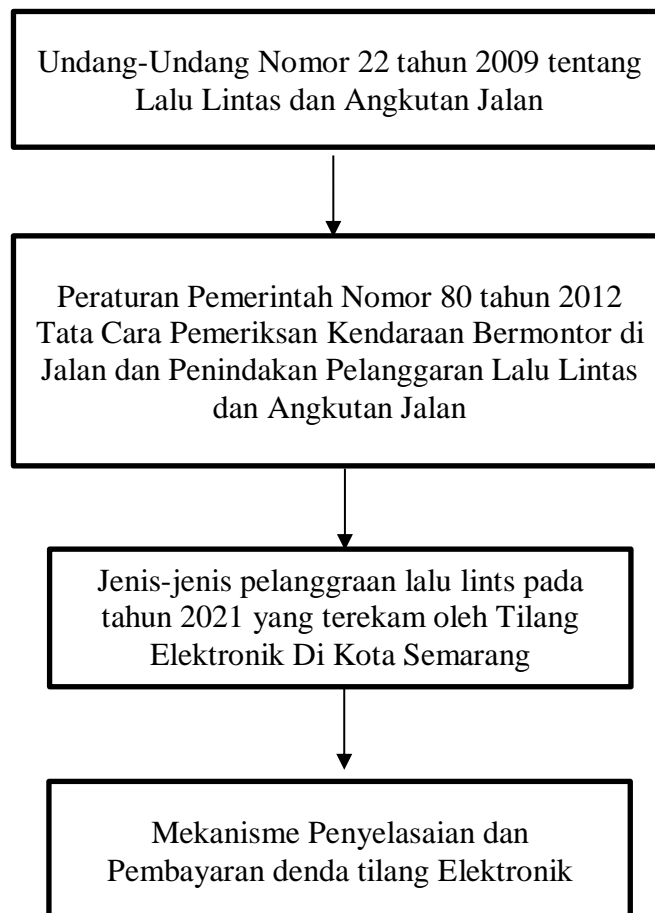 Undang-Undang Nomor 22 tahun 2009 tentang
Lalu Lintas dan Angkutan Jalan
Peraturan Pemerintah Nomor 80 tahun 2012
Tata Cara Pemeriksan Kendaraan Bermontor di
Jalan dan Penindakan Pelanggaran Lalu Lintas
dan Angkutan Jalan
Jenis-jenis pelanggraan lalu lints pada
tahun 2021 yang terekam oleh Tilang
Elektronik Di Kota Semarang
Mekanisme Penyelasaian dan
Pembayaran denda tilang Elektronik